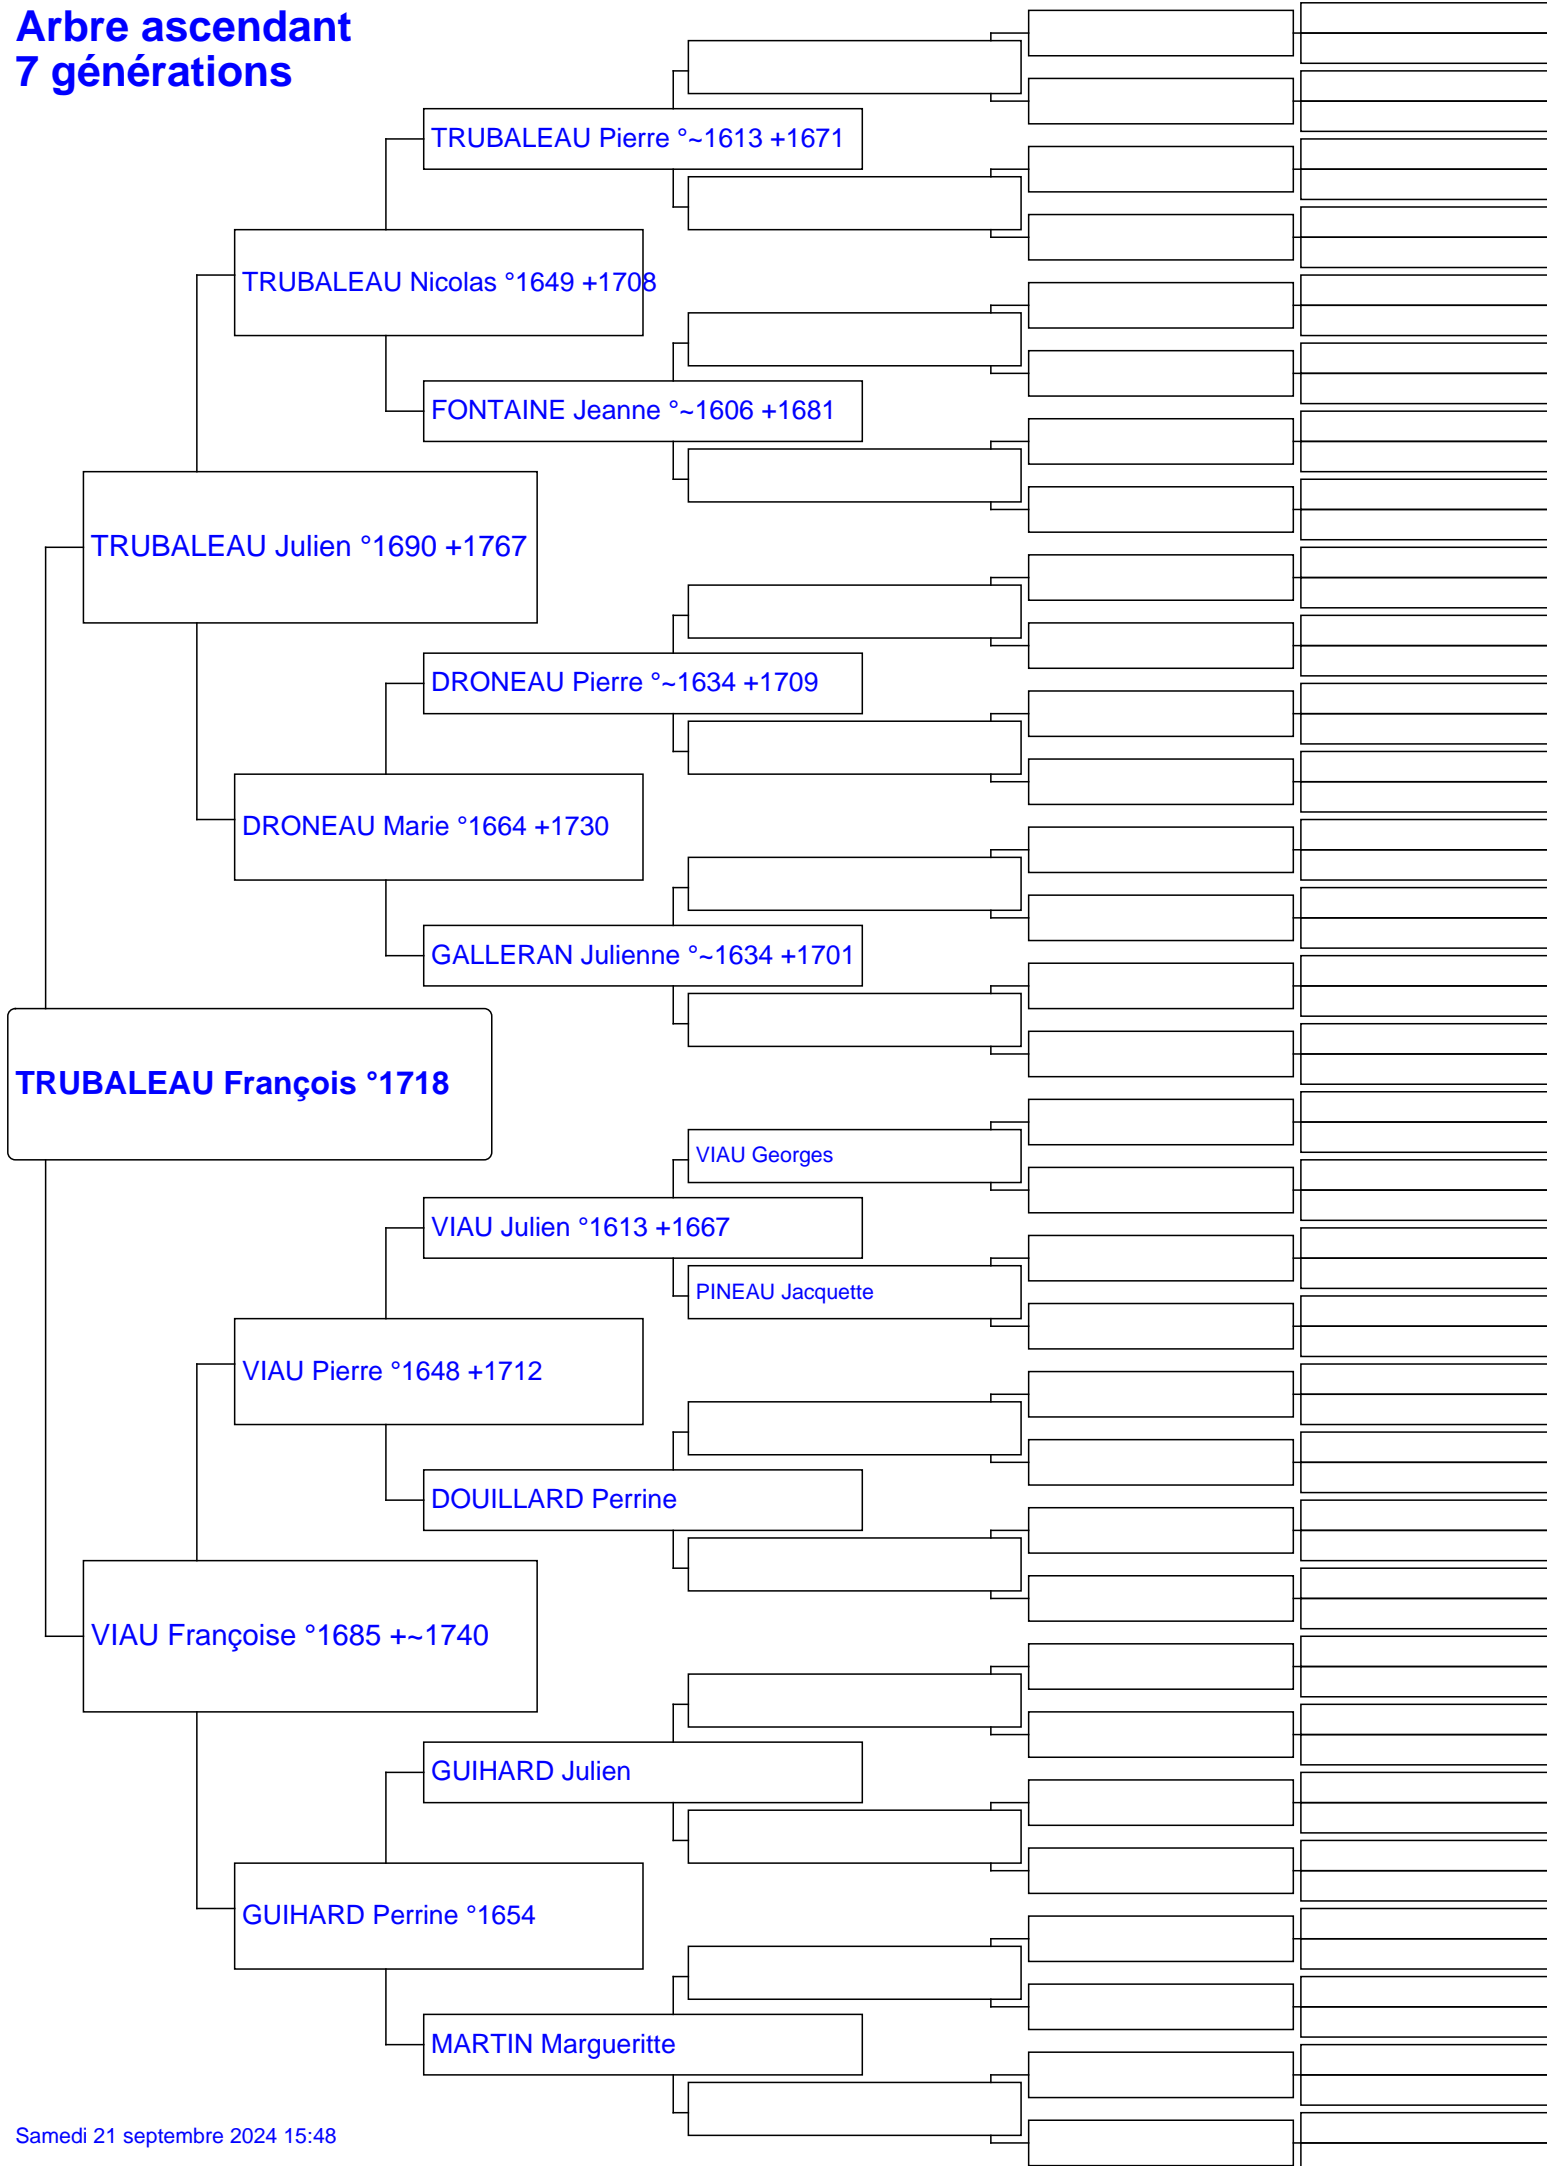 Arbre ascendant
7 générations
TRUBALEAU Pierre °~1613 +1671
TRUBALEAU Nicolas °1649 +1708
FONTAINE Jeanne °~1606 +1681
TRUBALEAU Julien °1690 +1767
DRONEAU Pierre °~1634 +1709
DRONEAU Marie °1664 +1730
GALLERAN Julienne °~1634 +1701
TRUBALEAU François °1718
VIAU Georges
VIAU Julien °1613 +1667
PINEAU Jacquette
VIAU Pierre °1648 +1712
DOUILLARD Perrine
VIAU Françoise °1685 +~1740
GUIHARD Julien
GUIHARD Perrine °1654
MARTIN Margueritte
Samedi 21 septembre 2024 15:48